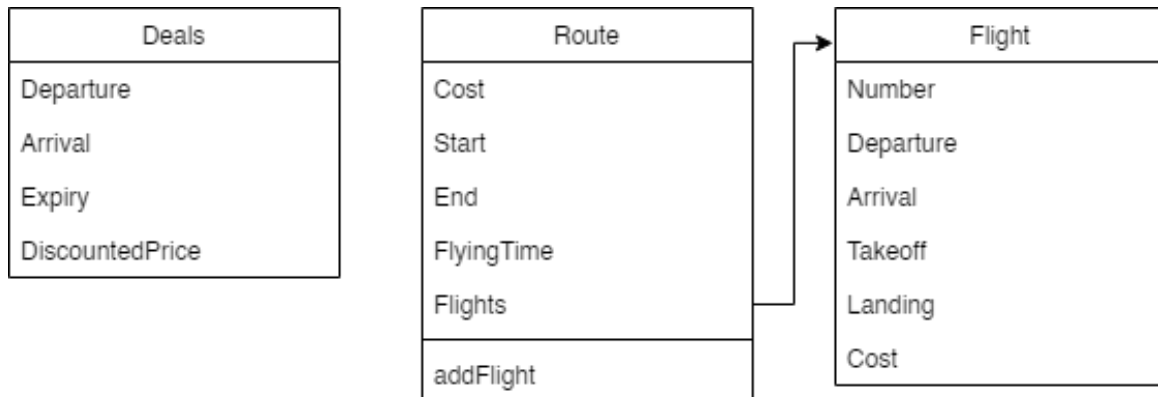 Deals
Departure
Arrival
Expiry
DiscountedPrice
Route
Cost
Start
End
FlyingTime
Flights
addFlight
Flight
Number
Departure
Arrival
Takeoff
Landing
Cost